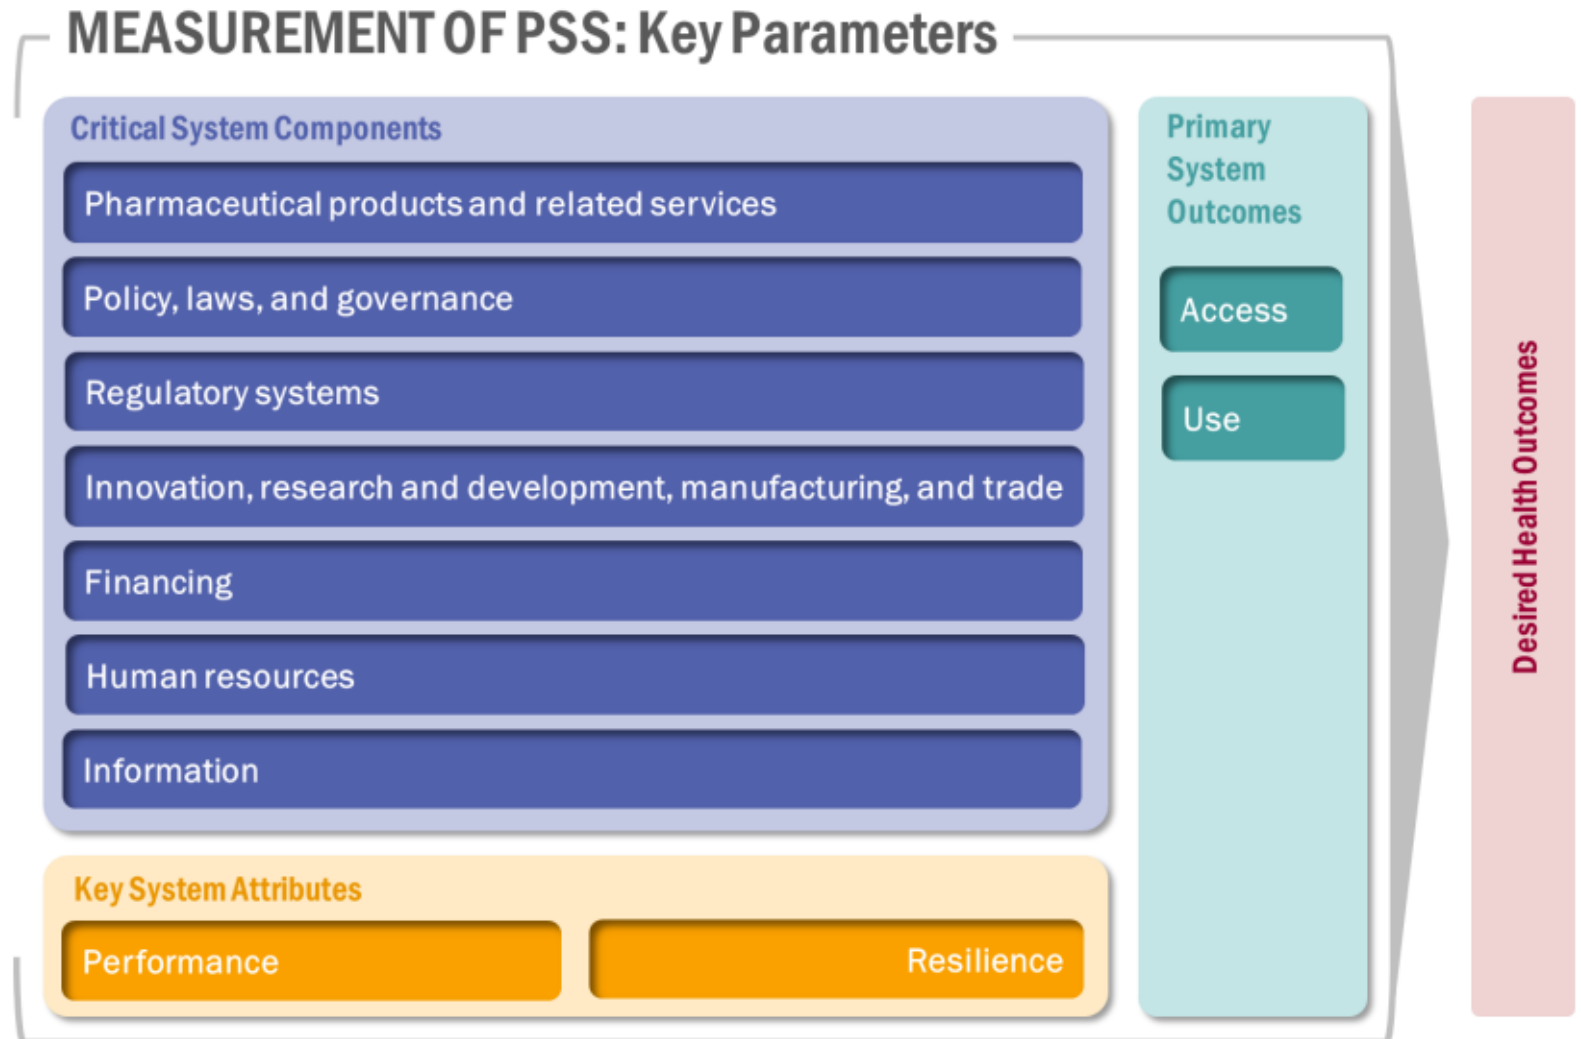 MEASUREMENT OF PSS: Key Parameters
Critical System Components
Pharmaceutical products and related services
Policy, laws, and governance
Regulatory systems
Innovation, research and development, manufacturing, and trade
Financing
Human resources
Information
Key System Attributes
Performance
Resilience
Primary
System
Outcomes
Access
Use
Desired Health Outcomes